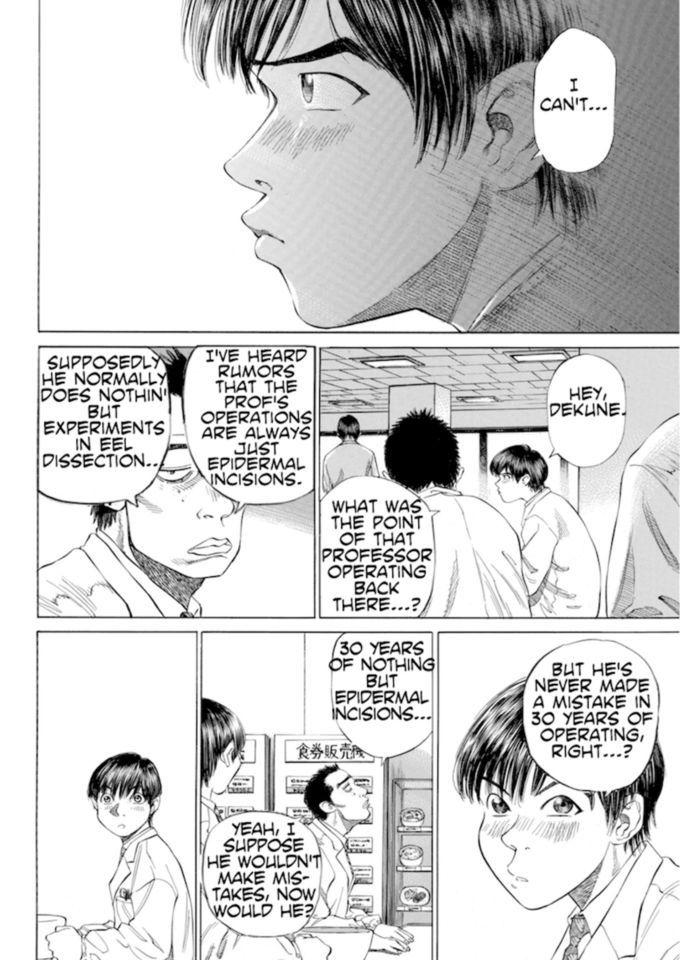 I
CAN'T...
HEY,
DEKUNE.
WHAT WAS
THE POINT
OF THAT
PROFESSOR
OPERATING
BACK
THERE...?
I'VE HEARD
RUMORS
THAT THE
PROF'S
OPERATIONS
ARE ALWAYS
JUST
EPIDERMAL
INCISIONS.
SUPPOSEDLY
HE NORMALLY
DOES NOTHIN'
BUT
EXPERIMENTS
IN EEL
DISSECTION...
BUT HE'S
NEVER MADE
A MISTAKE IN
30 YEARS OF
OPERATING,
RIGHT...?
30 YEARS
OF NOTHING
BUT
EPIDERMAL
INCISIONS...
食券販売機
YEAH, I
SUPPOSE
HE WOULDN'T
MAKE MIS-
TAKES, NOW
WOULD HE?